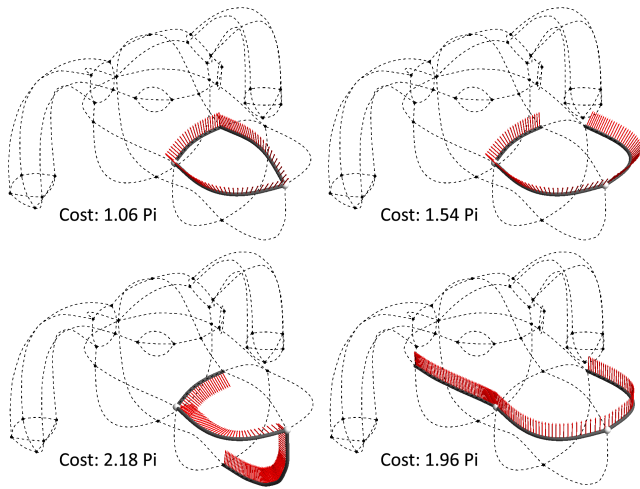 Cost: 1.06 Pi
Cost: 1.54 Pi
Cost: 2.18 Pi
Cost: 1.96 Pi